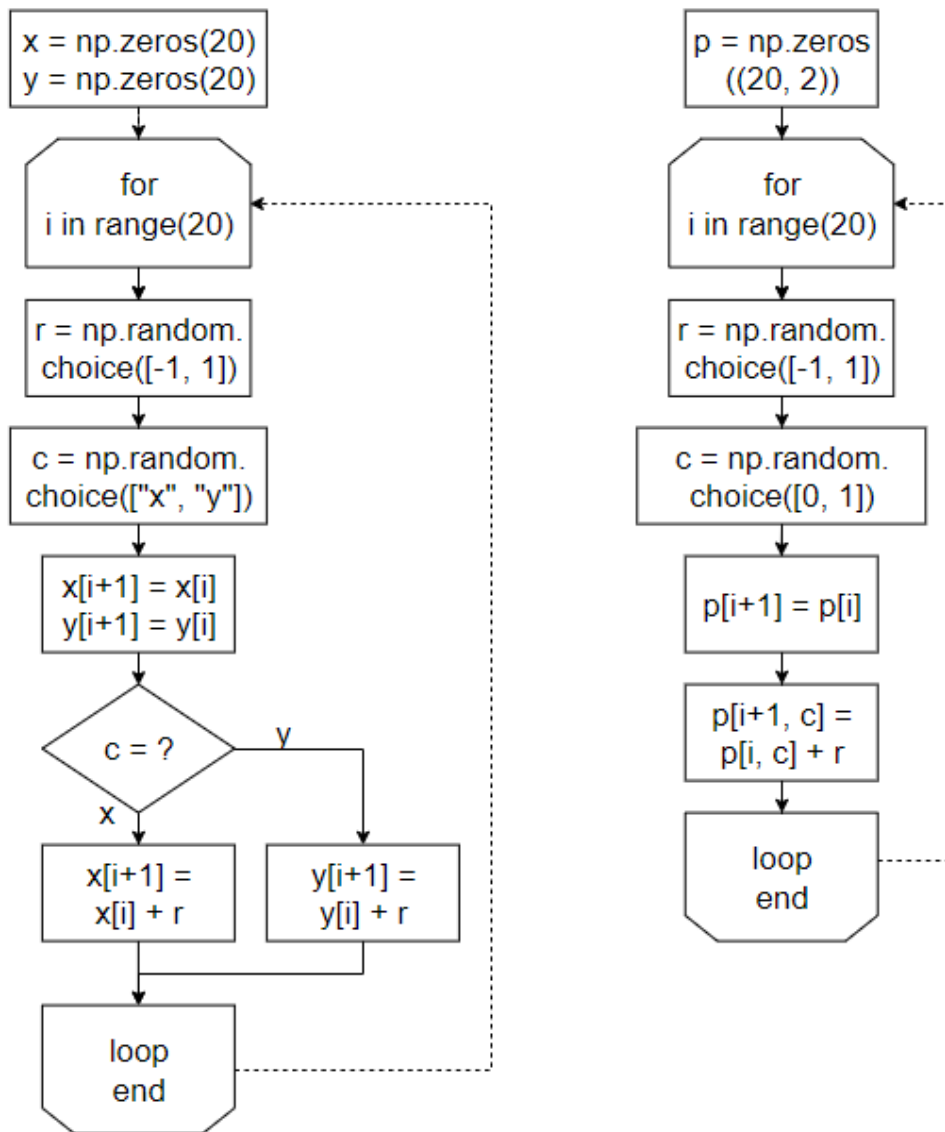 x = np.zeros(20)
y = np.zeros(20)
for
i in range(20)
r = np.random.
choice([-1, 1])
c = np.random.
choice(["x", "y"])
x[i+1] = x[i]
y[i+1] = y[i]
c = ?
y
x
x[i+1] =
x[i] + r
y[i+1] =
y[i] + r
loop
end
p = np.zeros
((20, 2))
for
i in range(20)
r = np.random.
choice([-1, 1])
c = np.random.
choice([0, 1])
p[i+1] = p[i]
p[i+1, c] =
p[i, c] + r
loop
end